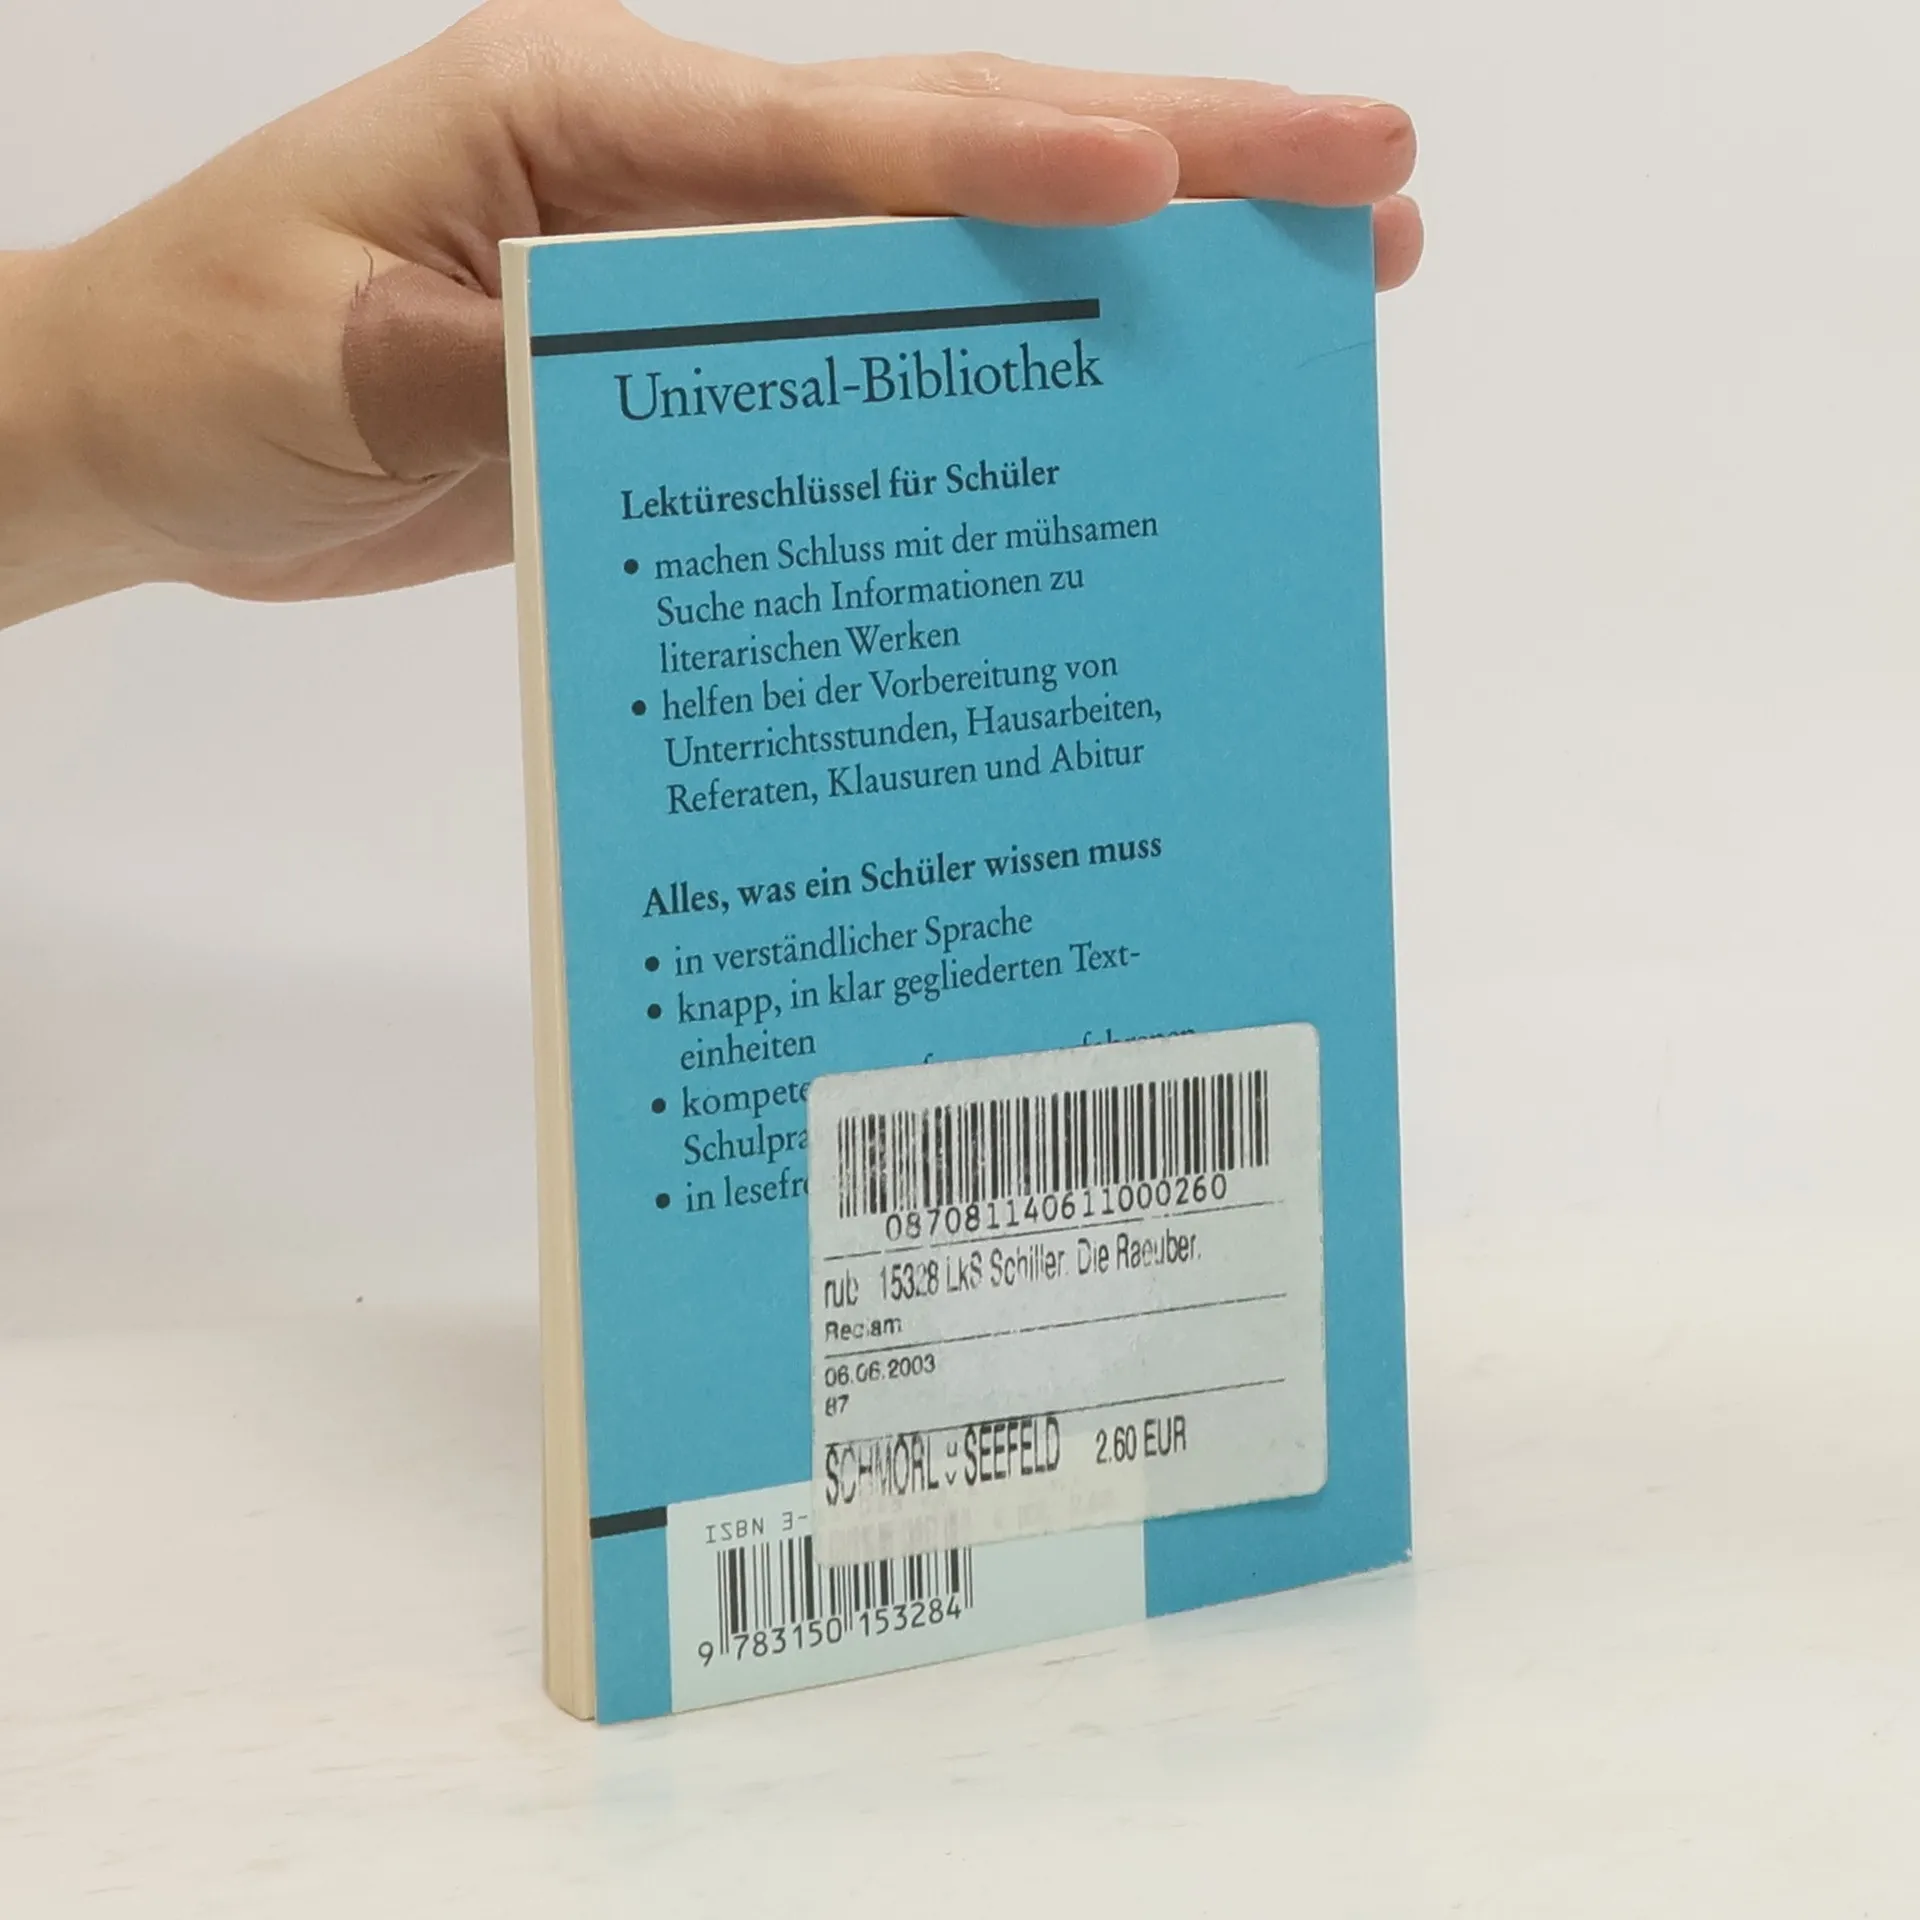 Universal-Bibliothek
Lektüreschlüssel für Schüler
• machen Schluss mit der mühsamen
Suche nach Informationen zu
literarischen Werken
• helfen bei der Vorbereitung von
Unterrichtsstunden, Hausarbeiten,
Referaten, Klausuren und Abitur
Alles, was ein Schüler wissen muss
• in verständlicher Sprache
• knapp, in klar gegliederten Text-
einheiten
• kompete
Schulpra
• in lesefr
087081140611000260
rub 15328 LkS Schiller. Die Raeuber.
Reclam
06.06.2003
87
SCHMORL u v SEEFELD 2.60 EUR
ISBN 3-
9 783150 153284